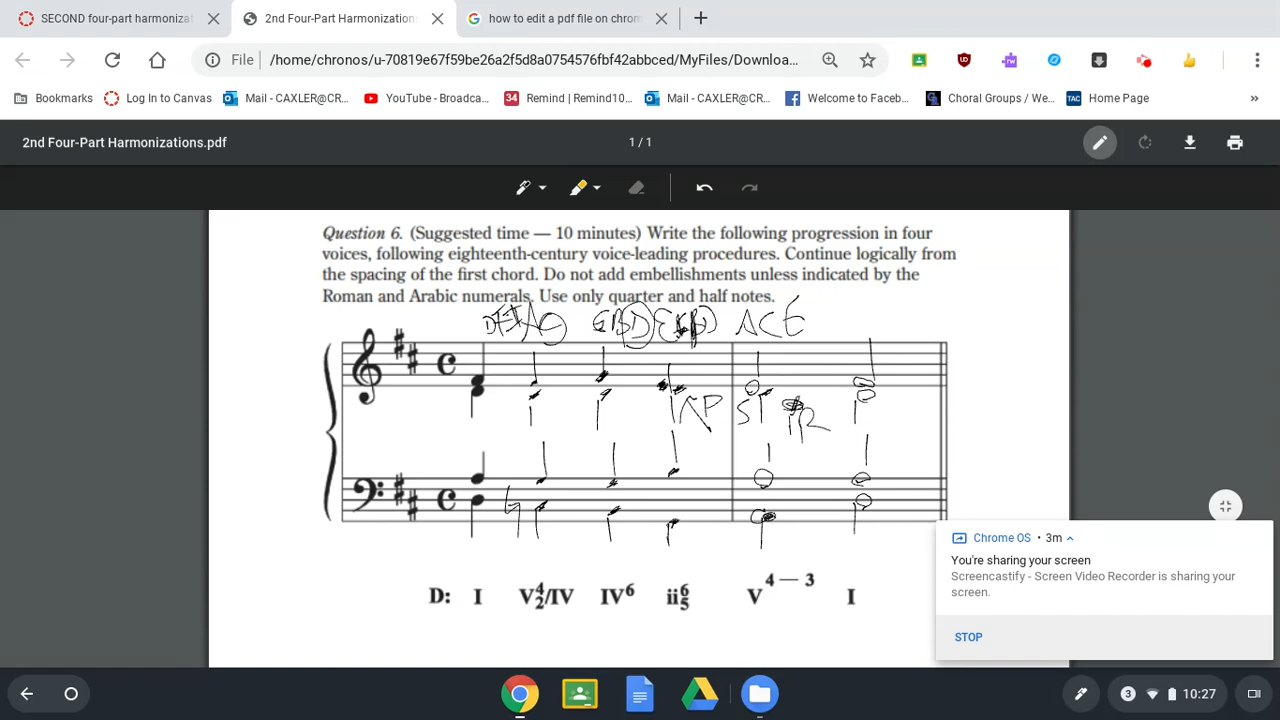 SECOND four-part harmonizat
2nd Four-Part Harmonizations
how to edit a pdf file on chrom
File
/home/chronos/u-70819e67f59be26a2f5d8a0754576fbf42abbced/MyFiles/Downloa...
Bookmarks
Log In to Canvas
Mail - CAXLER@CR...
YouTube - Broadca...
34 Remind | Remind10...
Mail - CAXLER@CR...
Welcome to Faceb...
Choral Groups / We...
TAC Home Page
»
2nd Four-Part Harmonizations.pdf
1 / 1
Question 6. (Suggested time — 10 minutes) Write the following progression in four
voices, following eighteenth-century voice-leading procedures. Continue logically from
the spacing of the first chord. Do not add embellishments unless indicated by the
Roman and Arabic numerals. Use only quarter and half notes.
ACE
P
S
R
D: I V4/2/IV IV6 ii6/5 V4 — 3 I
Chrome OS • 3m
You're sharing your screen
Screencastify - Screen Video Recorder is sharing your
screen.
STOP
3
10:27